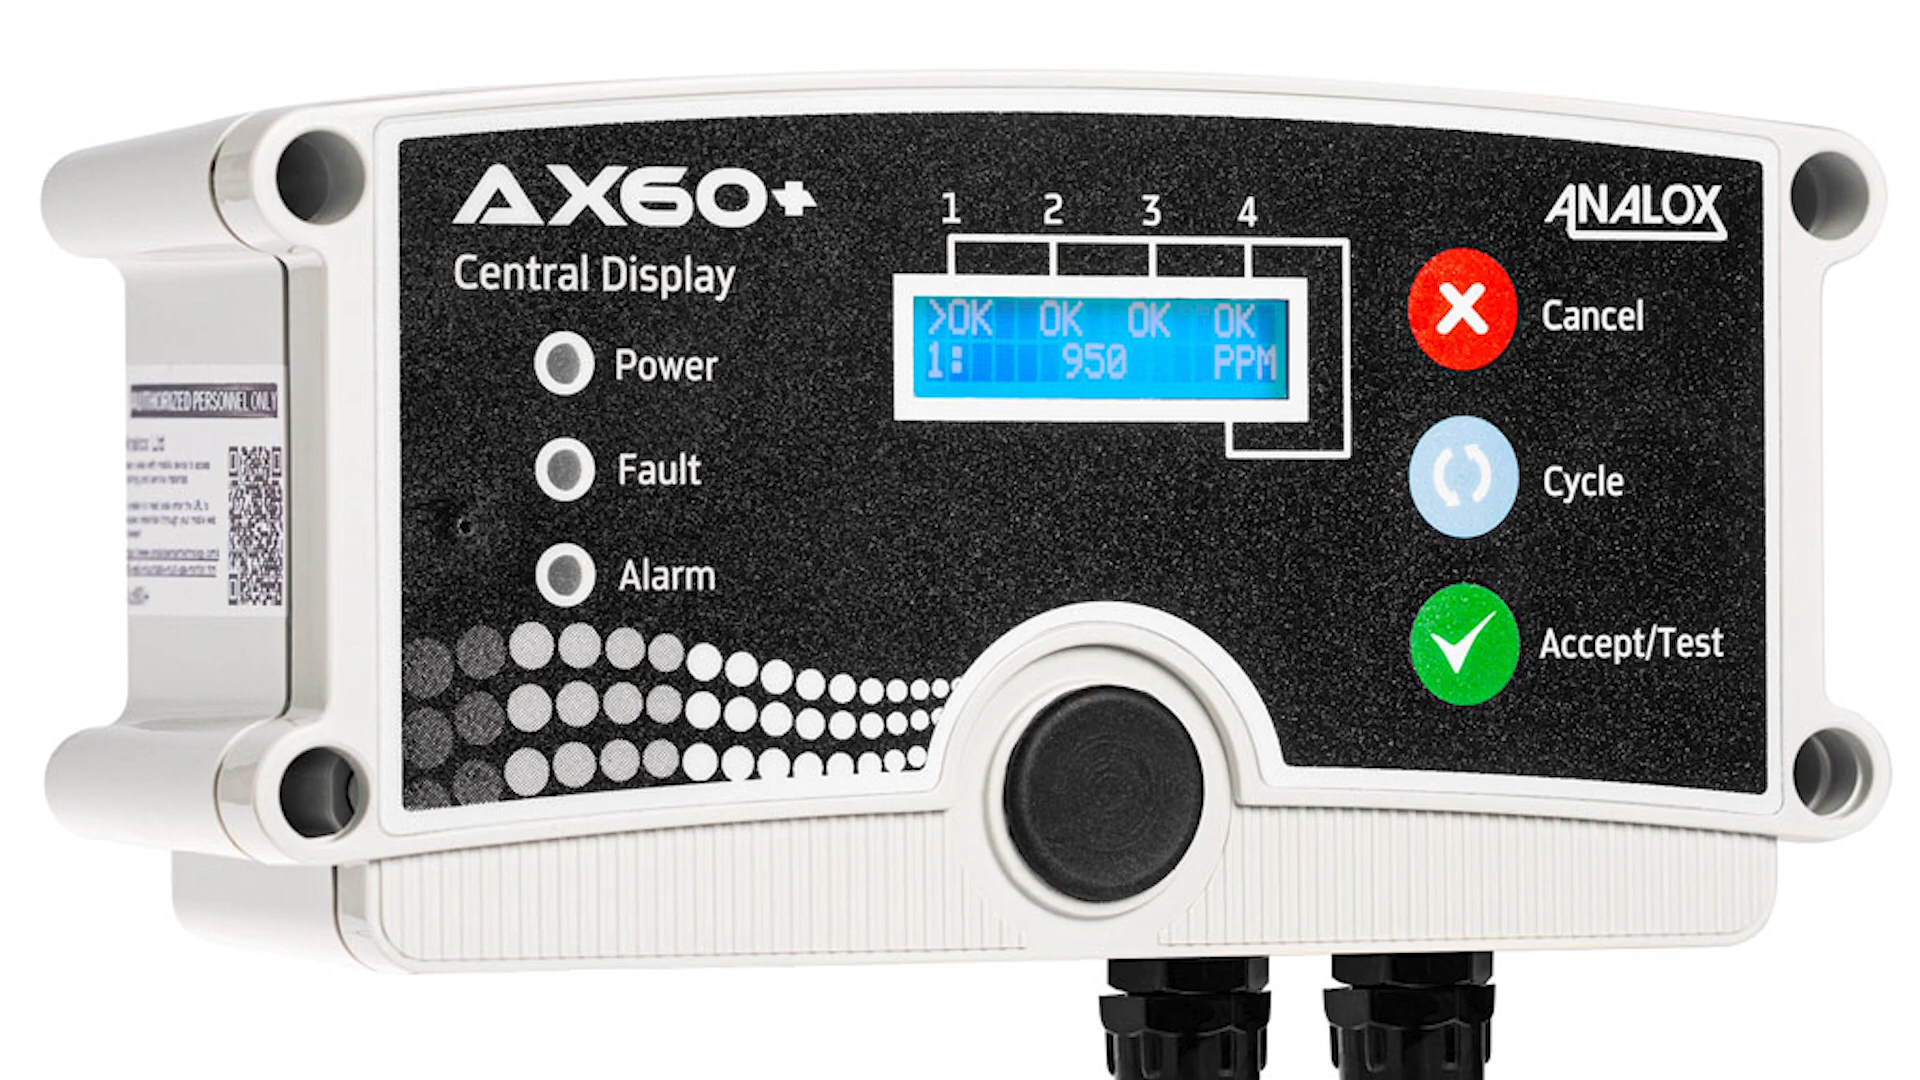 AX60+
Central Display
1 2 3 4
ANALOX
>OK OK OK OK
1: 950 PPM
Power
Fault
Alarm
Cancel
Cycle
Accept/Test
AUTHORIZED PERSONNEL ONLY